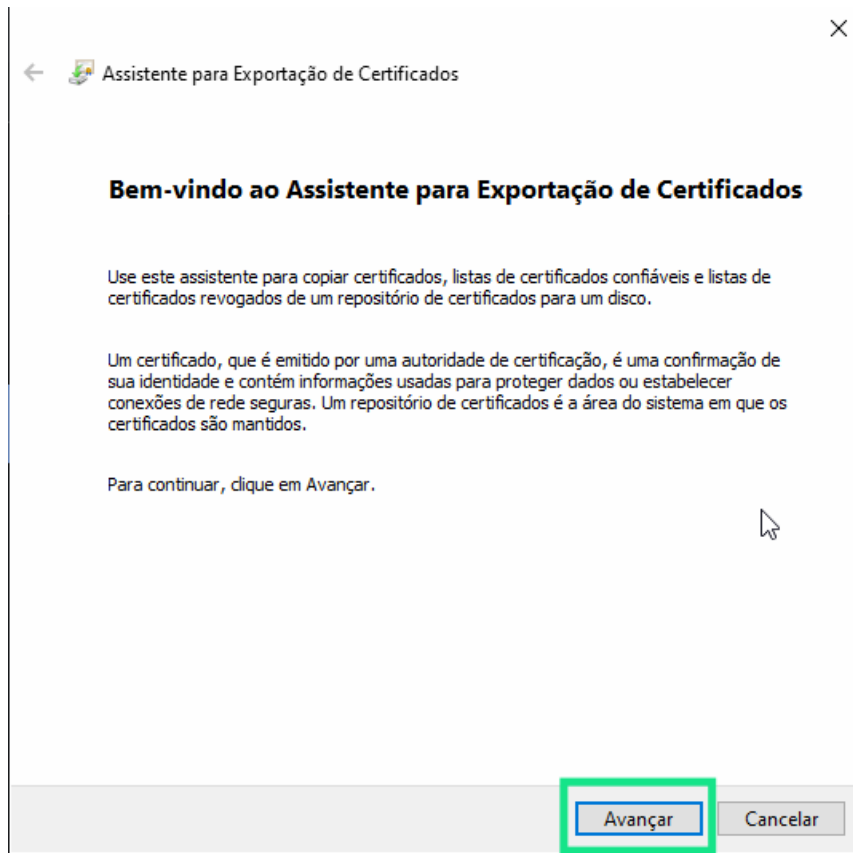 Assistente para Exportação de Certificados
Bem-vindo ao Assistente para Exportação de Certificados
Use este assistente para copiar certificados, listas de certificados confiáveis e listas de
certificados revogados de um repositório de certificados para um disco.
Um certificado, que é emitido por uma autoridade de certificação, é uma confirmação de
sua identidade e contém informações usadas para proteger dados ou estabelecer
conexões de rede seguras. Um repositório de certificados é a área do sistema em que os
certificados são mantidos.
Para continuar, clique em Avançar.
Avançar
Cancelar